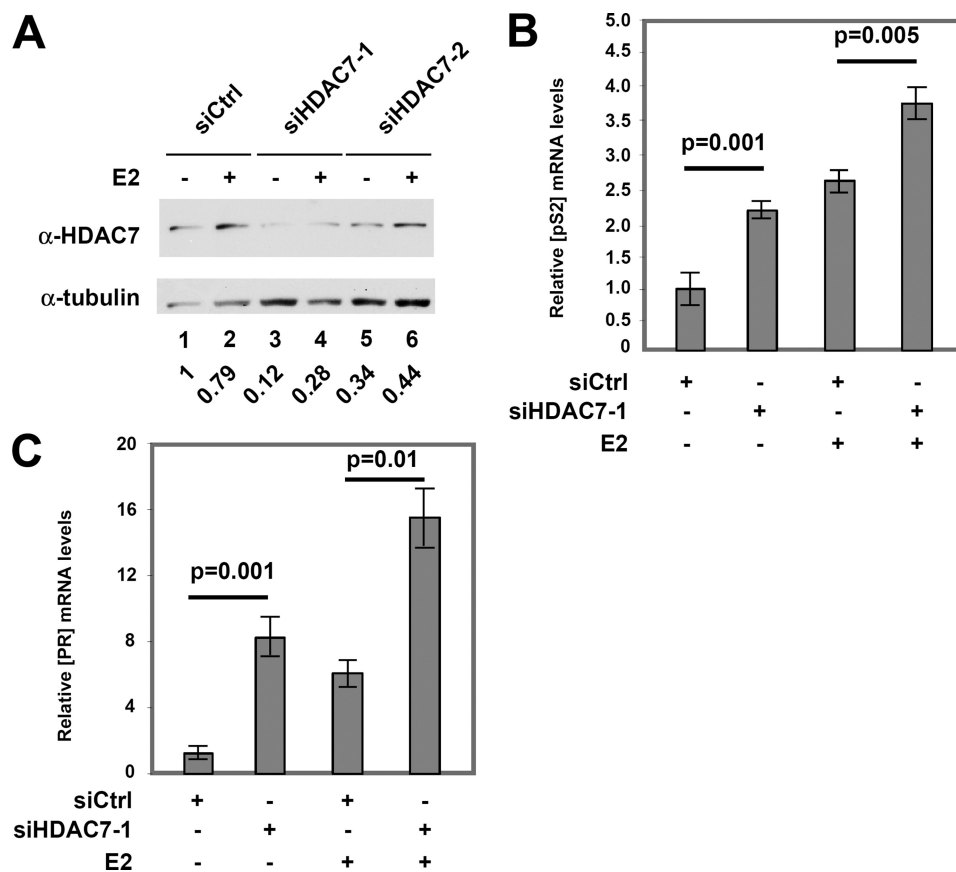 A
siCtrl
siHDAC7-1
siHDAC7-2
E2 - + - + - +
α-HDAC7
α-tubulin
1 2 3 4 5 6
1 0.79 0.12 0.28 0.34 0.44
B
Relative [pS2] mRNA levels
5.0
4.5
4.0
3.5
3.0
2.5
2.0
1.0
0.5
0
p=0.001
p=0.005
siCtrl + - + -
siHDAC7-1 - + - +
E2 - - + +
C
Relative [PR] mRNA levels
20
16
12
8
4
0
p=0.001
p=0.01
siCtrl + - + -
siHDAC7-1 - + - +
E2 - - + +